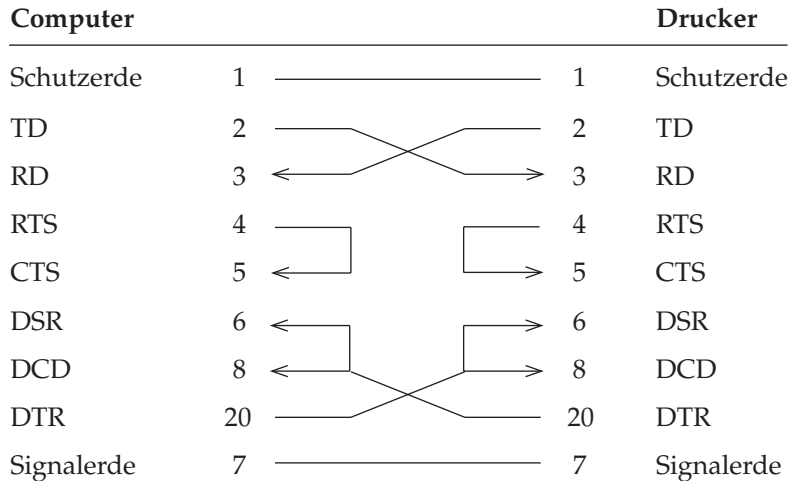 Computer Drucker
Schutzerde 1 1 Schutzerde
TD 2 2 TD
RD 3 3 RD
RTS 4 4 RTS
CTS 5 5 CTS
DSR 6 6 DSR
DCD 8 8 DCD
DTR 20 20 DTR
Signalerde 7 7 Signalerde